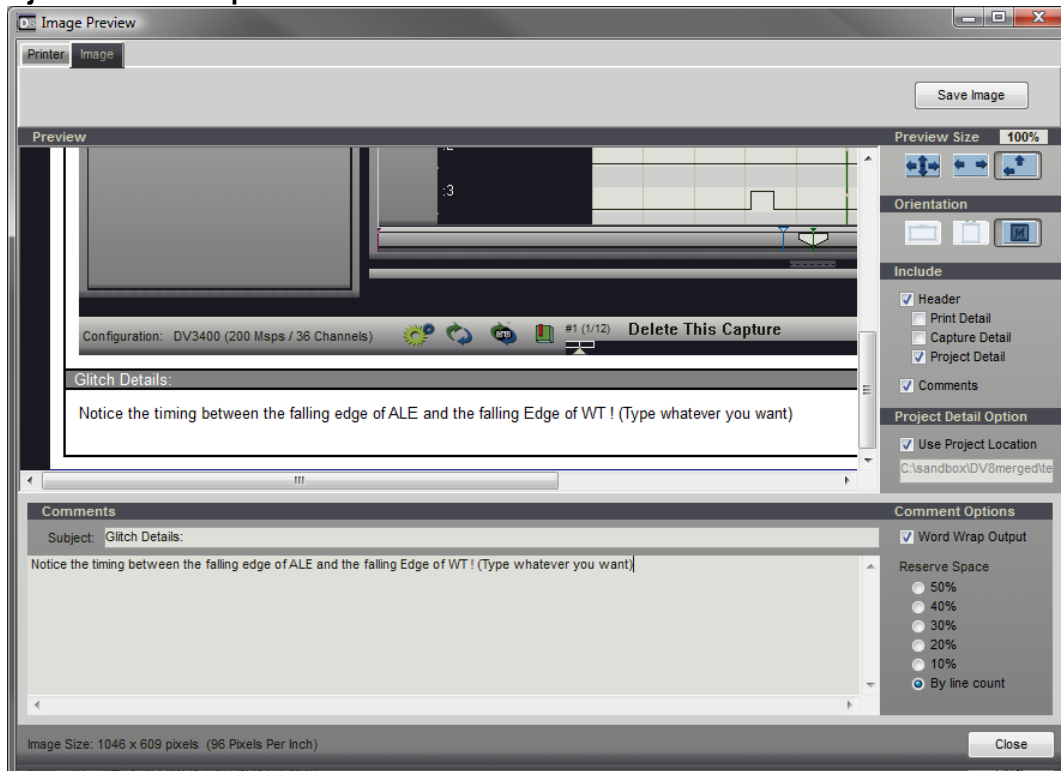 D8 Image Preview
Printer Image
Save Image
Preview
Preview Size 100%
:3
Orientation
Include
Header
Print Detail
Capture Detail
Project Detail
Comments
Configuration: DV3400 (200 Msps / 36 Channels)
#1 (1/12) Delete This Capture
Glitch Details:
Notice the timing between the falling edge of ALE and the falling Edge of WT ! (Type whatever you want)
Project Detail Option
Use Project Location
C:\sandbox\DV8merged\te
Comments
Subject: Glitch Details:
Notice the timing between the falling edge of ALE and the falling Edge of WT ! (Type whatever you want)
Comment Options
Word Wrap Output
Reserve Space
50%
40%
30%
20%
10%
By line count
Image Size: 1046 x 609 pixels (96 Pixels Per Inch)
Close